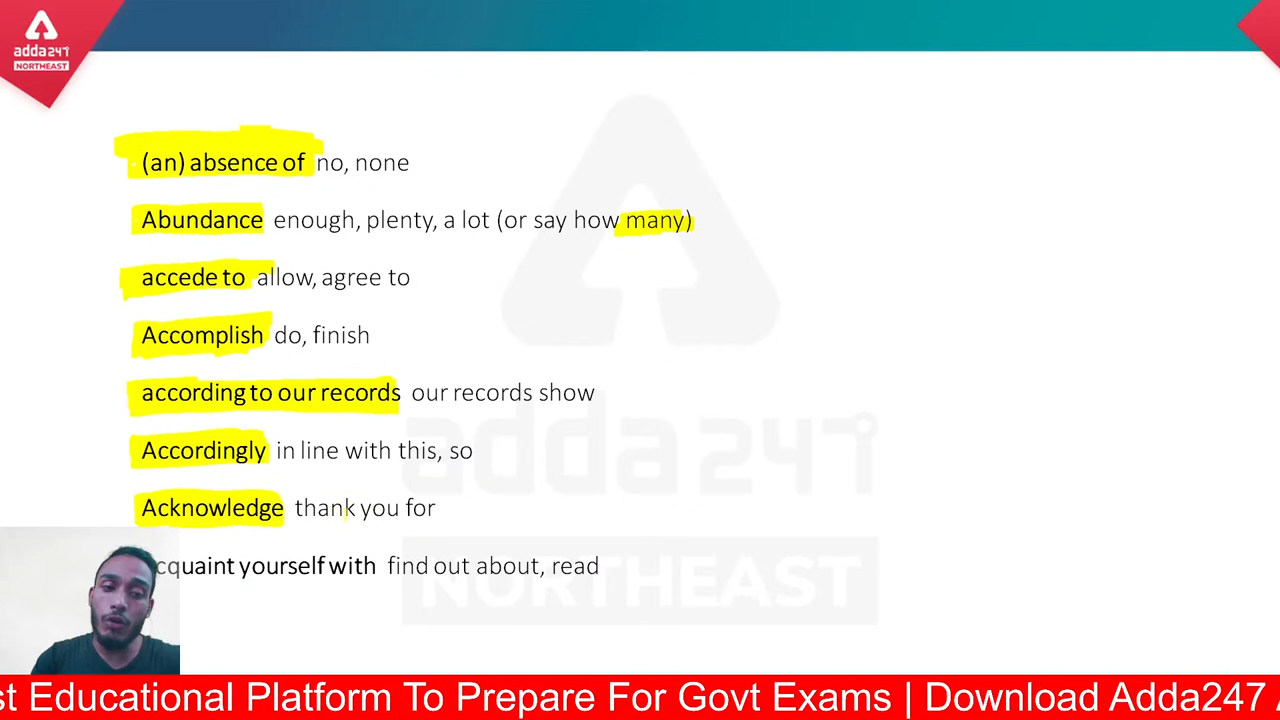 adda247
NORTHEAST
(an) absence of no, none
Abundance enough, plenty, a lot (or say how many)
accede to allow, agree to
Accomplish do, finish
according to our records our records show
Accordingly in line with this, so
Acknowledge thank you for
cquaint yourself with find out about, read
adda247
NORTHEAST
st Educational Platform To Prepare For Govt Exams | Download Adda247